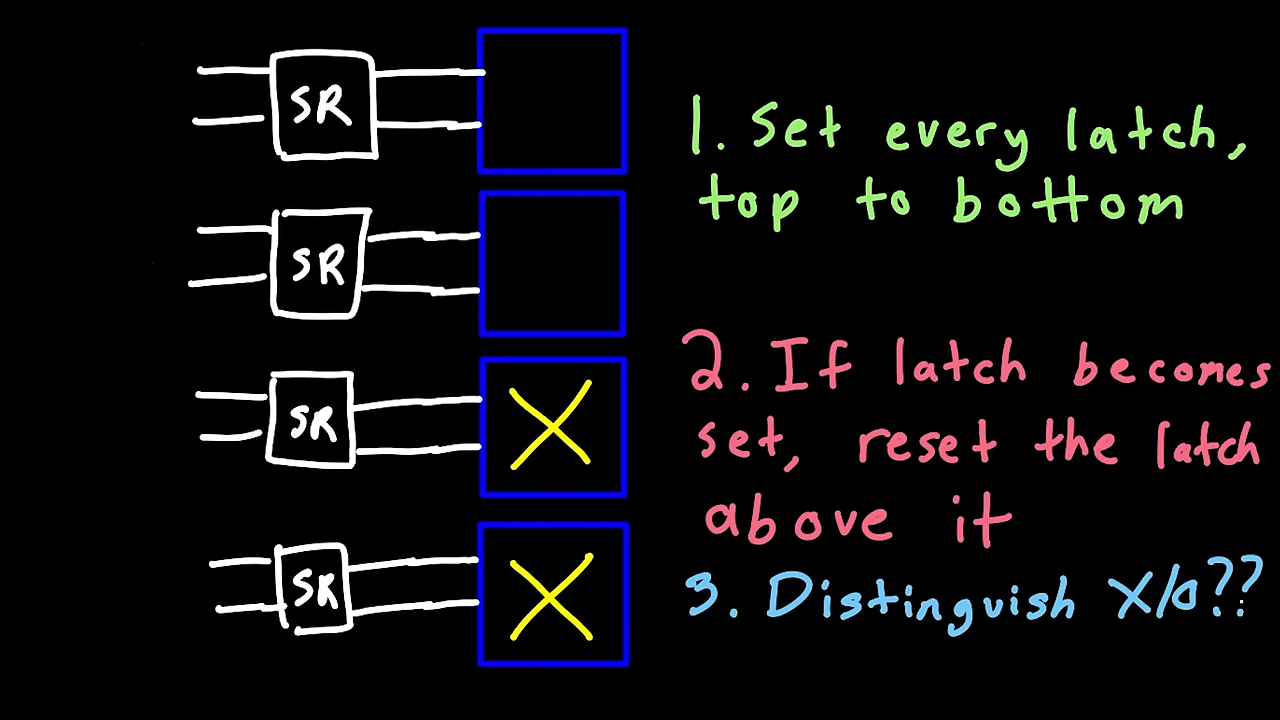 SR
SR
SR
SR
1. Set every latch,
top to bottom
2. If latch becomes
set, reset the latch
above it
3. Distinguish X/O??